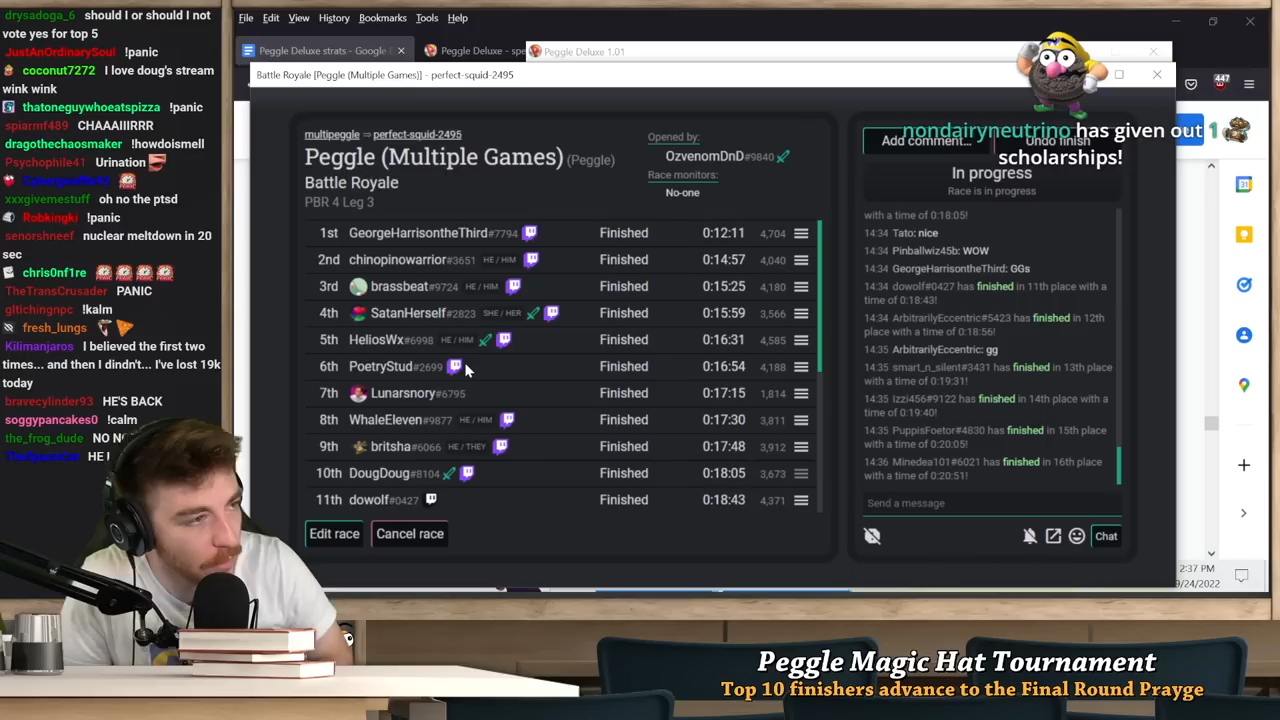 drysadoga_6 should I or should I not
vote yes for top 5
JustAnOrdinarySoul !panic
coconut7272 I love doug's stream
wink wink
thatoneguywhoeatspizza !panic
spiarmf489 CHAAAIIRRR
dragothechaosmaker !howdoismell
Psychophile41 Urination
xxxgivemestuff oh no the ptsd
Robkingki !panic
senorshneef nuclear meltdown in 20
sec
chris0nf1re
TheTransCrusader PANIC
gltichingnpc !kalm
fresh_lungs
Kilimanjaros I believed the first two
times... and then I dindn't... I've lost 19k
today
bravecylinder93 HE'S BACK
soggypancakes0 !calm
the_frog_dude NO
HE
File Edit View History Bookmarks Tools Help
Peggle Deluxe strats - Google
Peggle Deluxe - spe
Peggle Deluxe 1.01
Battle Royale [Peggle (Multiple Games)] - perfect-squid-2495
447
nondairyneutrino has given out 1
scholarships!
multipeggle ⇒ perfect-squid-2495
Peggle (Multiple Games) (Peggle)
Battle Royale
PBR 4 Leg 3
Opened by:
OzvenomDnD#9840
Race monitors:
No-one
1st GeorgeHarrisontheThird#7794 Finished 0:12:11 4,704
2nd chinopinowarrior#3651 HE / HIM Finished 0:14:57 4,040
3rd brassbeat#9724 HE / HIM Finished 0:15:25 4,180
4th SatanHerself#2823 SHE / HER Finished 0:15:59 3,566
5th HeliosWx#6998 HE / HIM Finished 0:16:31 4,585
6th PoetryStud#2699 Finished 0:16:54 4,188
7th Lunarsnory#6795 Finished 0:17:15 1,814
8th WhaleEleven#9877 HE / HIM Finished 0:17:30 3,811
9th britsha#6066 HE / THEY Finished 0:17:48 3,912
10th DougDoug#8104 Finished 0:18:05 3,673
11th dowolf#0427 Finished 0:18:43 4,371
Edit race Cancel race
Add comment... Undo finish
In progress
Race is in progress
with a time of 0:18:05!
14:34 Tato: nice
14:34 Pinballwiz45b: WOW
14:34 GeorgeHarrisontheThird: GGs
14:34 dowolf#0427 has finished in 11th place with a
time of 0:18:43!
14:34 ArbitrarilyEccentric#5423 has finished in 12th
place with a time of 0:18:56!
14:35 ArbitrarilyEccentric: gg
14:35 smart_n_silent#3431 has finished in 13th place
with a time of 0:19:31!
14:35 Izzi456#9122 has finished in 14th place with a
time of 0:19:40!
14:35 PuppisFoetor#4830 has finished in 15th place
with a time of 0:20:05!
14:36 Minedea101#6021 has finished in 16th place
with a time of 0:20:51!
Send a message
Chat
31
2:37 PM
9/24/2022
Peggle Magic Hat Tournament
Top 10 finishers advance to the Final Round Prayge